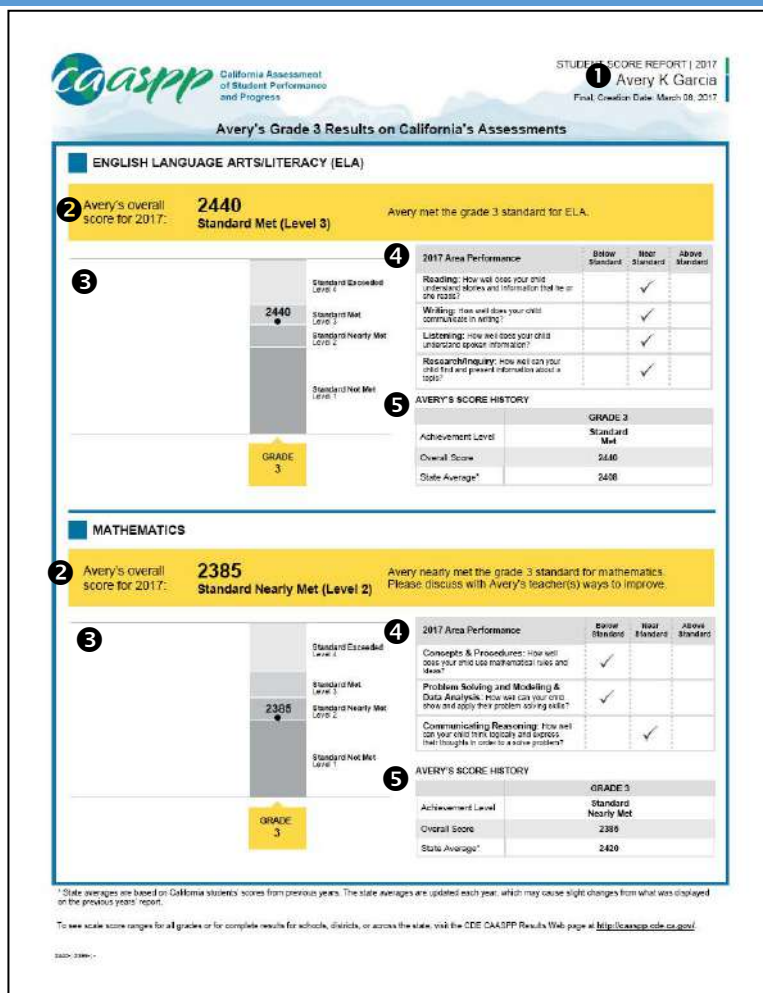 caaspp
California Assessment
of Student Performance
and Progress
STUDENT SCORE REPORT | 2017
❶
Avery K Garcia
Final, Creation Date: March 08, 2017
Avery's Grade 3 Results on California's Assessments
ENGLISH LANGUAGE ARTS/LITERACY (ELA)
❷
Avery's overall
score for 2017:
2440
Standard Met (Level 3)
Avery met the grade 3 standard for ELA.
❸
Standard Exceeded
Level 4
2440
Standard Met
Level 3
Standard Nearly Met
Level 2
Standard Not Met
Level 1
GRADE
3
❹
2017 Area Performance
Below
Standard
Near
Standard
Above
Standard
Reading: How well does your child
understand stories and information that he or
she reads?
✓
Writing: How well does your child
communicate in writing?
✓
Listening: How well does your child
understand spoken information?
✓
Research/Inquiry: How well can your
child find and present information about a
topic?
✓
❺
AVERY'S SCORE HISTORY
GRADE 3
Achievement Level
Standard
Met
Overall Score
2440
State Average*
2408
MATHEMATICS
❷
Avery's overall
score for 2017:
2385
Standard Nearly Met (Level 2)
Avery nearly met the grade 3 standard for mathematics.
Please discuss with Avery's teacher(s) ways to improve.
❸
Standard Exceeded
Level 4
Standard Met
Level 3
2385
Standard Nearly Met
Level 2
Standard Not Met
Level 1
GRADE
3
❹
2017 Area Performance
Below
Standard
Near
Standard
Above
Standard
Concepts & Procedures: How well
does your child use mathematical rules and
ideas?
✓
Problem Solving and Modeling &
Data Analysis: How well can your child
show and apply their problem solving skills?
✓
Communicating Reasoning: How well
can your child think logically and express
their thoughts in order to a solve problem?
✓
❺
AVERY'S SCORE HISTORY
GRADE 3
Achievement Level
Standard
Nearly Met
Overall Score
2385
State Average*
2420
* State averages are based on California students' scores from previous years. The state averages are updated each year, which may cause slight changes from what was displayed
on the previous years' report.
To see scale score ranges for all grades or for complete results for schools, districts, or across the state, visit the CDE CAASPP Results Web page at http://caaspp.cde.ca.gov/.